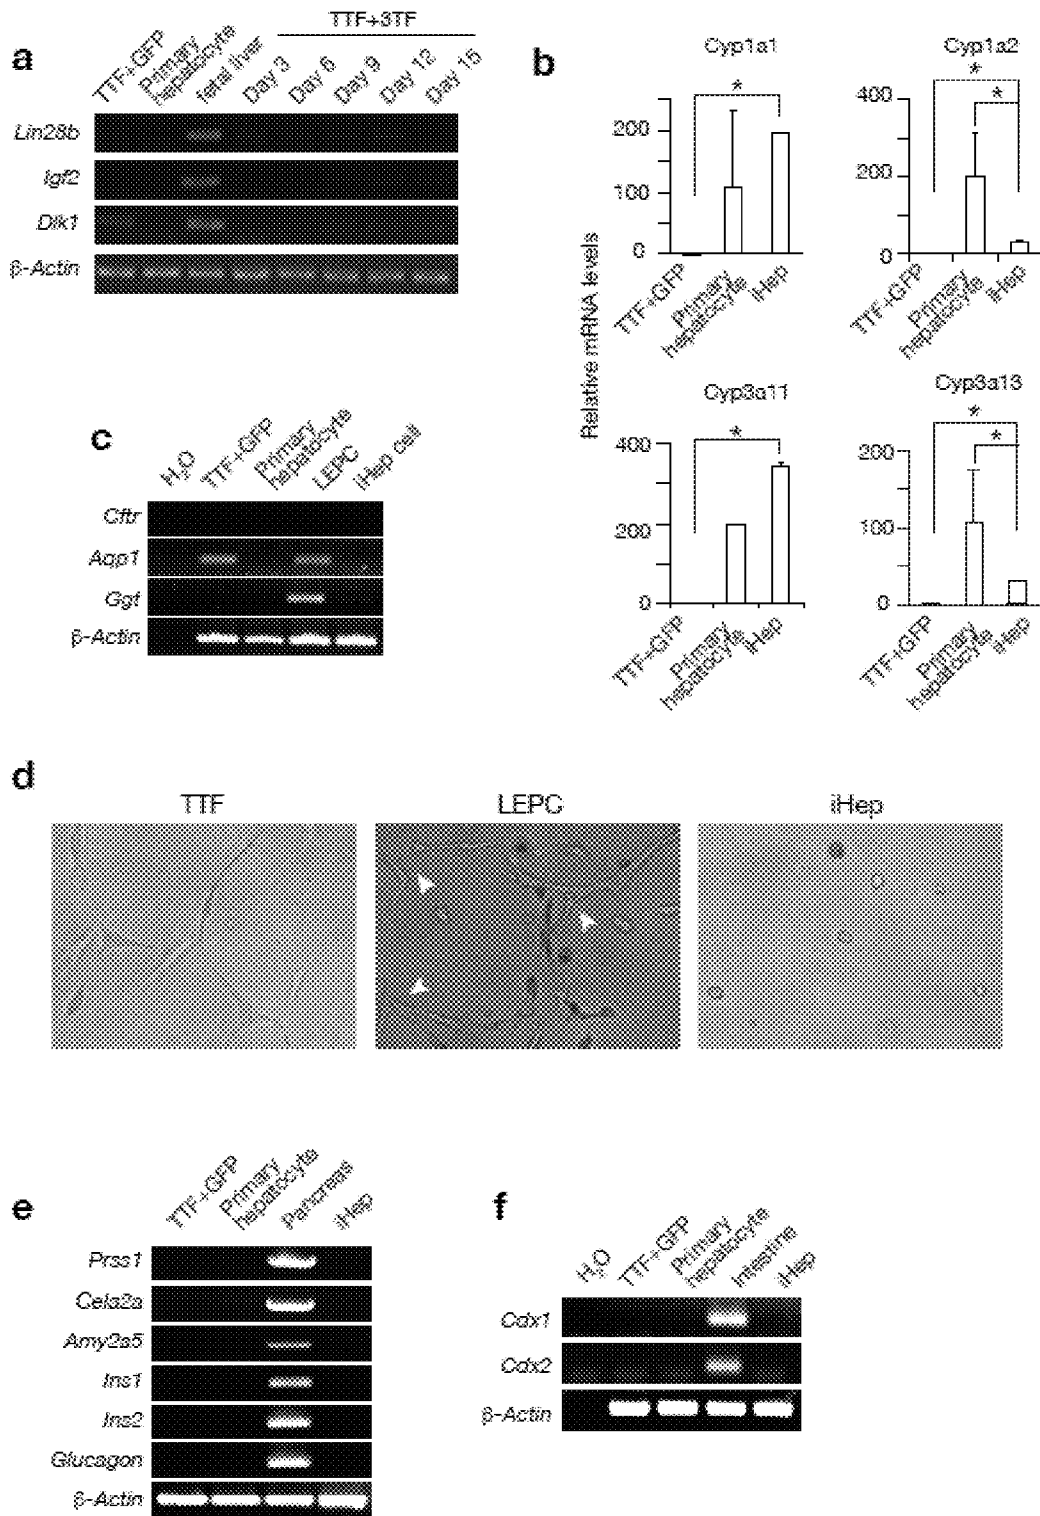 a
TTF+GFP
Primary hepatocyte
fetal liver
TTF+3TF
Day 3
Day 6
Day 9
Day 12
Day 15
Lin28b
Igf2
Dlk1
β-Actin
b
Relative mRNA levels
Cyp1a1
*
200
100
0
TTF+GFP
Primary hepatocyte
iHep
Cyp1a2
*
*
400
200
0
TTF+GFP
Primary hepatocyte
iHep
Cyp3a11
*
400
200
0
TTF+GFP
Primary hepatocyte
iHep
Cyp3a13
*
*
200
100
0
TTF+GFP
Primary hepatocyte
iHep
c
H₂O
TTF+GFP
Primary hepatocyte
LEPC
iHep cell
Cftr
Aqp1
Ggt
β-Actin
d
TTF
LEPC
iHep
e
TTF+GFP
Primary hepatocyte
Pancreas
iHep
Prss1
Cela2a
Amy2a5
Ins1
Ins2
Glucagon
β-Actin
f
H₂O
TTF+GFP
Primary hepatocyte
Intestine
iHep
Cdx1
Cdx2
β-Actin